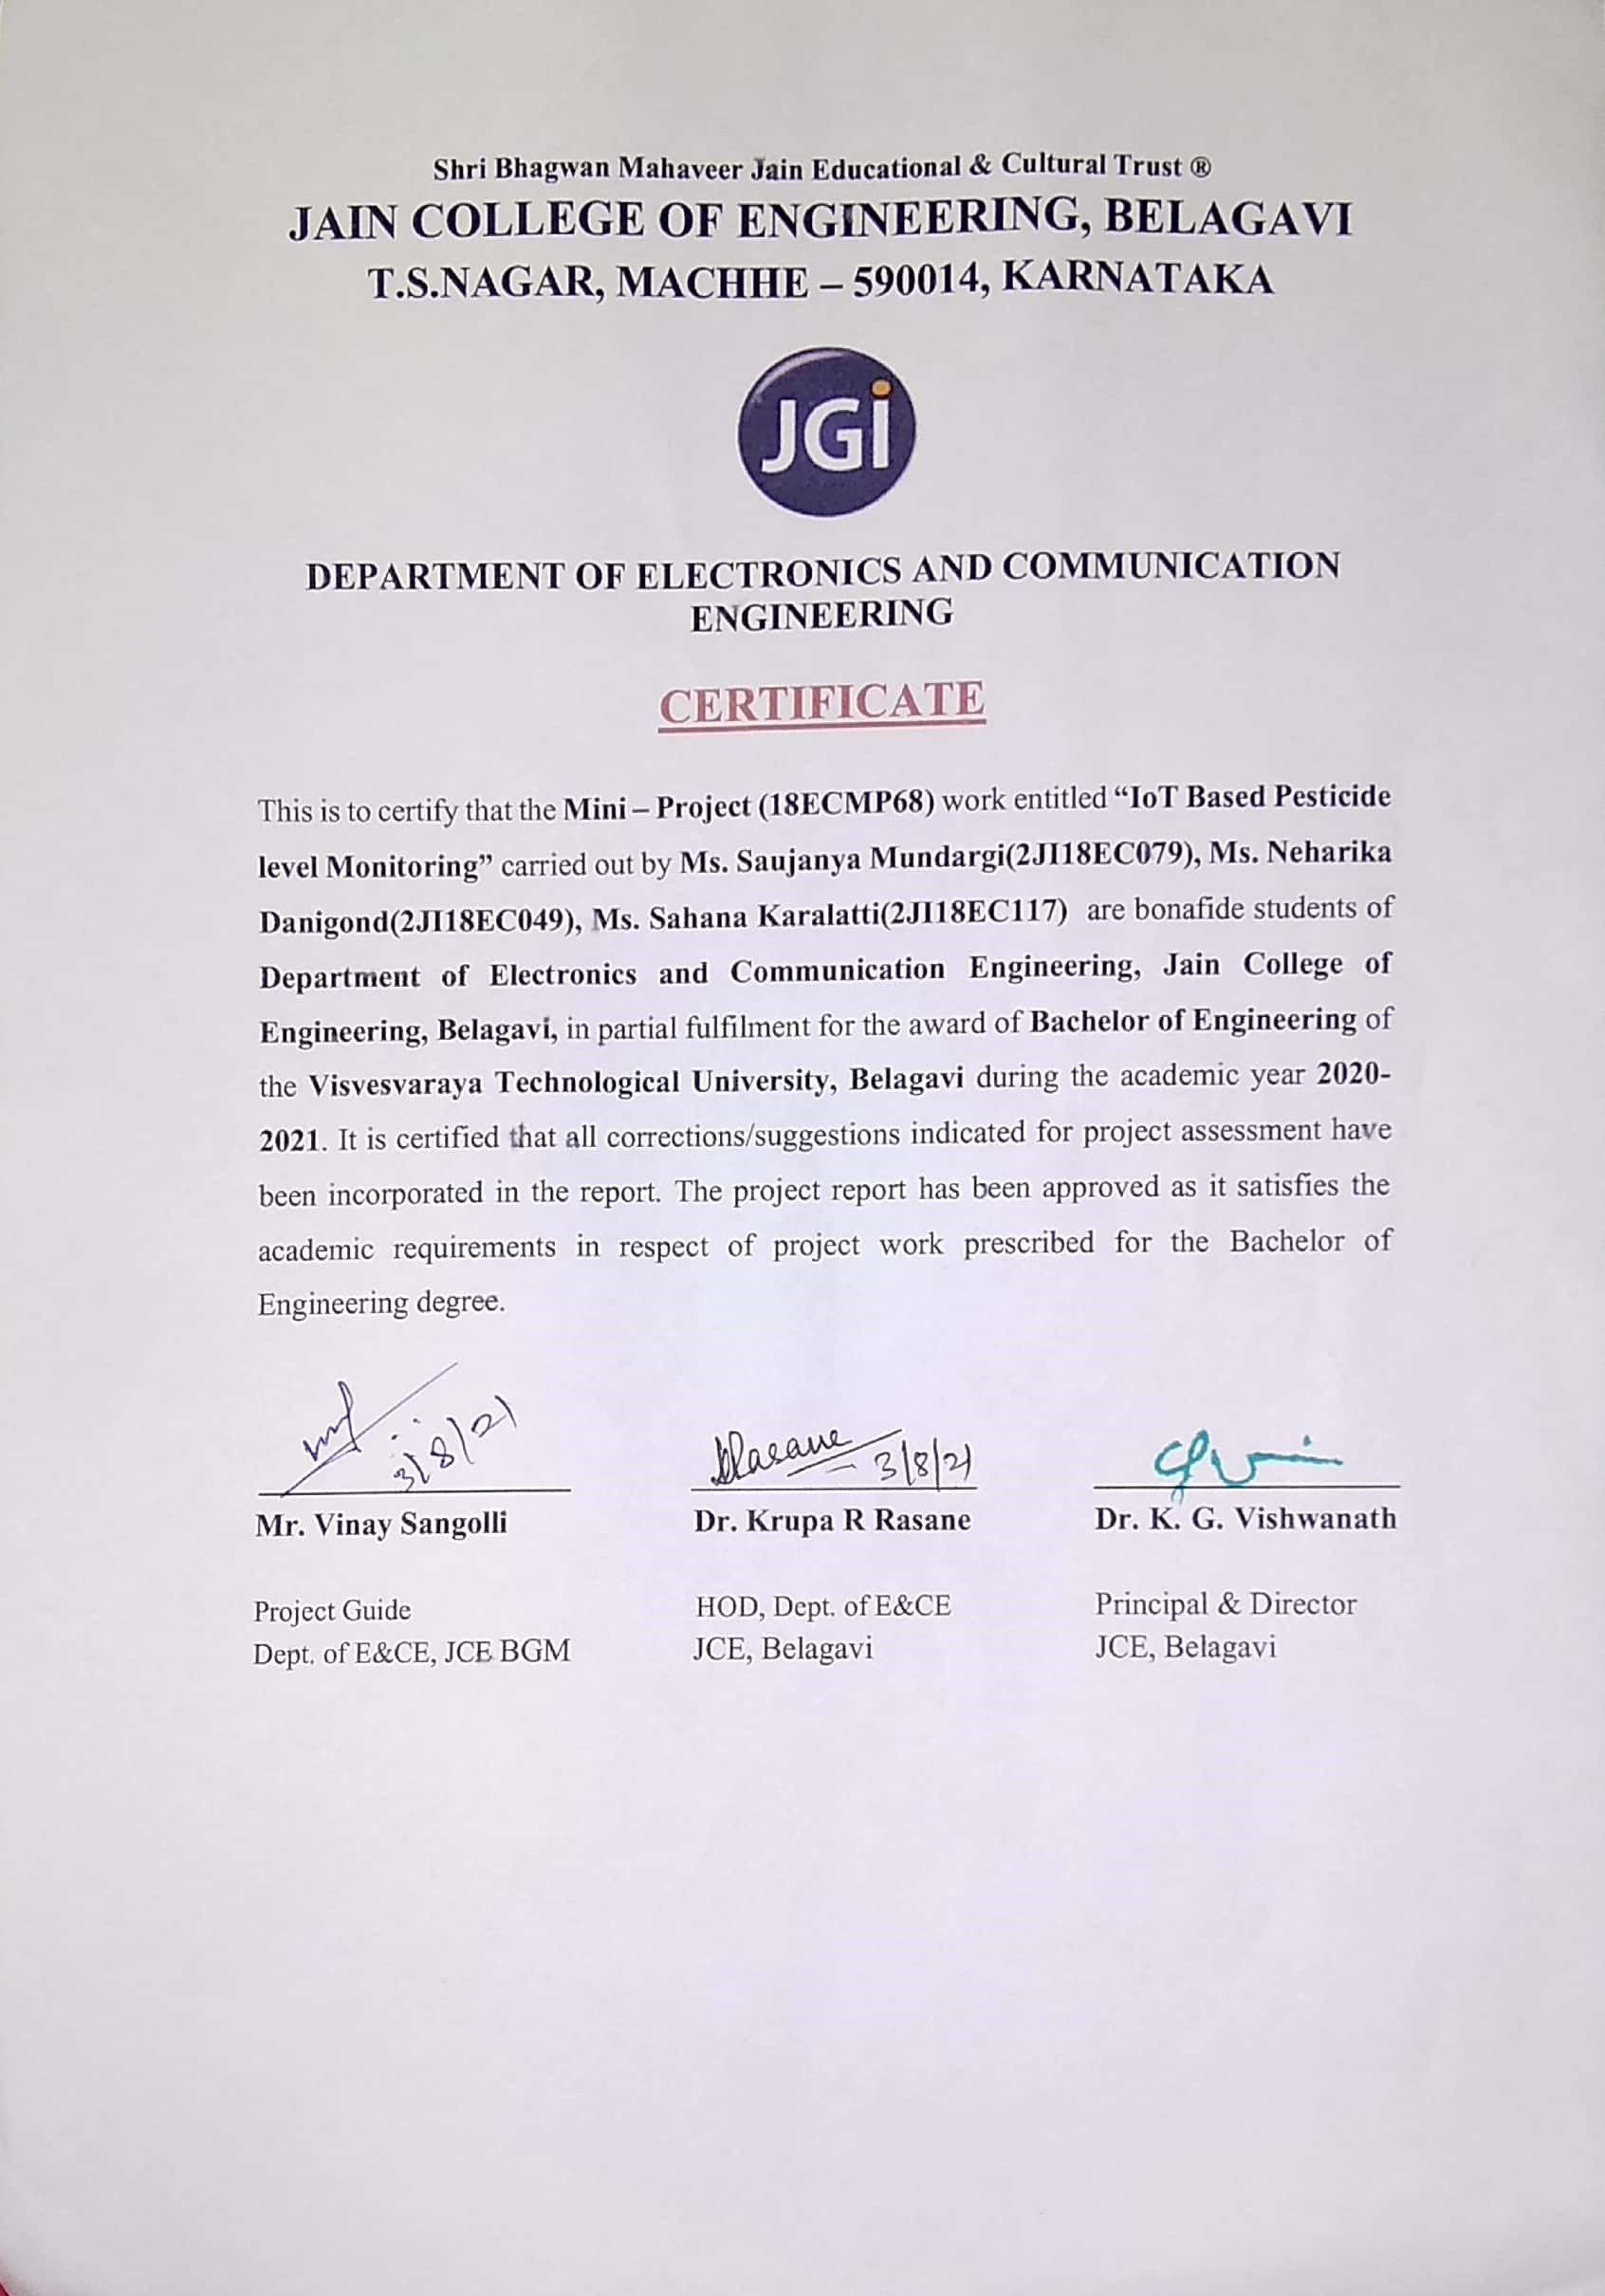 Shri Bhagwan Mahaveer Jain Educational & Cultural Trust ®
JAIN COLLEGE OF ENGINEERING, BELAGAVI
T.S.NAGAR, MACHHE – 590014, KARNATAKA
JGi
DEPARTMENT OF ELECTRONICS AND COMMUNICATION
ENGINEERING
CERTIFICATE
This is to certify that the Mini – Project (18ECMP68) work entitled “IoT Based Pesticide
level Monitoring” carried out by Ms. Saujanya Mundargi(2JI18EC079), Ms. Neharika
Danigond(2JI18EC049), Ms. Sahana Karalatti(2JI18EC117) are bonafide students of
Department of Electronics and Communication Engineering, Jain College of
Engineering, Belagavi, in partial fulfilment for the award of Bachelor of Engineering of
the Visvesvaraya Technological University, Belagavi during the academic year 2020-
2021. It is certified that all corrections/suggestions indicated for project assessment have
been incorporated in the report. The project report has been approved as it satisfies the
academic requirements in respect of project work prescribed for the Bachelor of
Engineering degree.
3/8/21
Rasane 3/8/21
Mr. Vinay Sangolli Dr. Krupa R Rasane Dr. K. G. Vishwanath
Project Guide HOD, Dept. of E&CE Principal & Director
Dept. of E&CE, JCE BGM JCE, Belagavi JCE, Belagavi